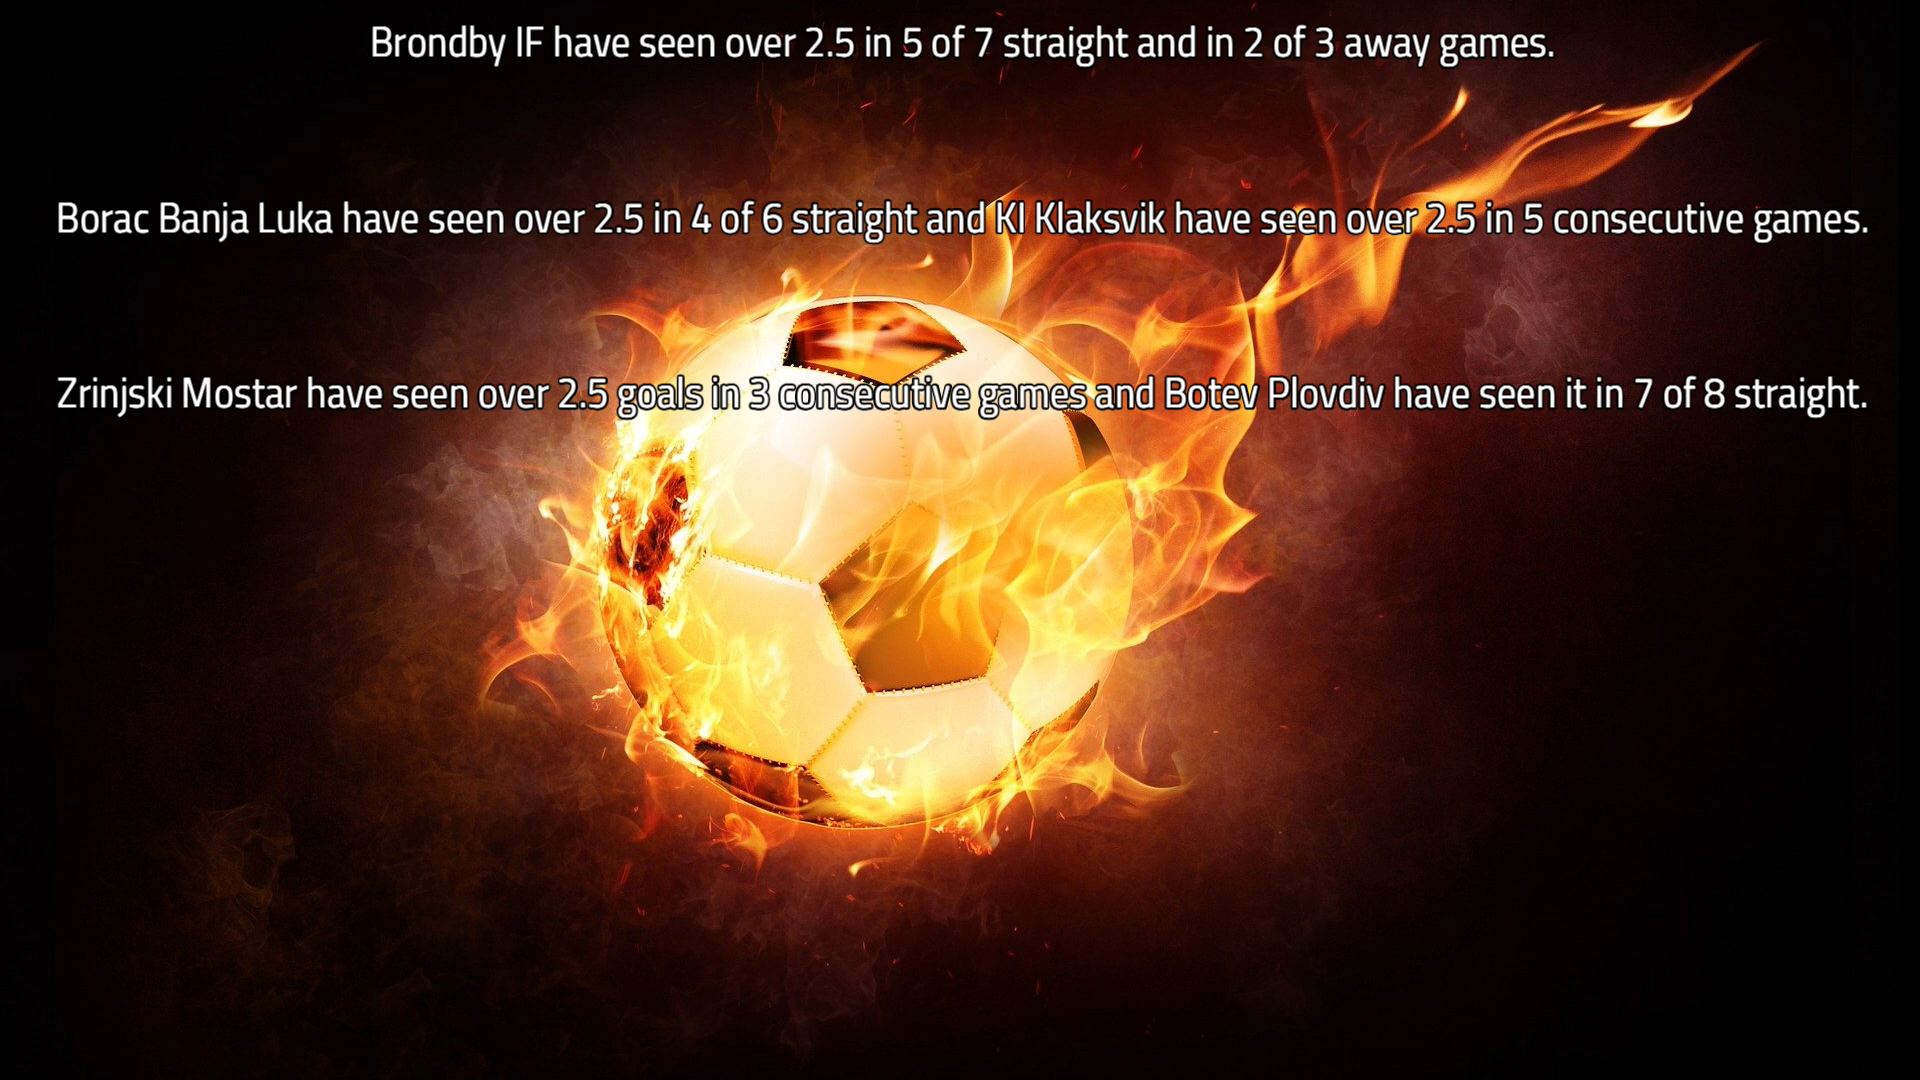 Brondby IF have seen over 2.5 in 5 of 7 straight and in 2 of 3 away games.
Borac Banja Luka have seen over 2.5 in 4 of 6 straight and KI Klaksvik have seen over 2.5 in 5 consecutive games.
Zrinjski Mostar have seen over 2.5 goals in 3 consecutive games and Botev Plovdiv have seen it in 7 of 8 straight.